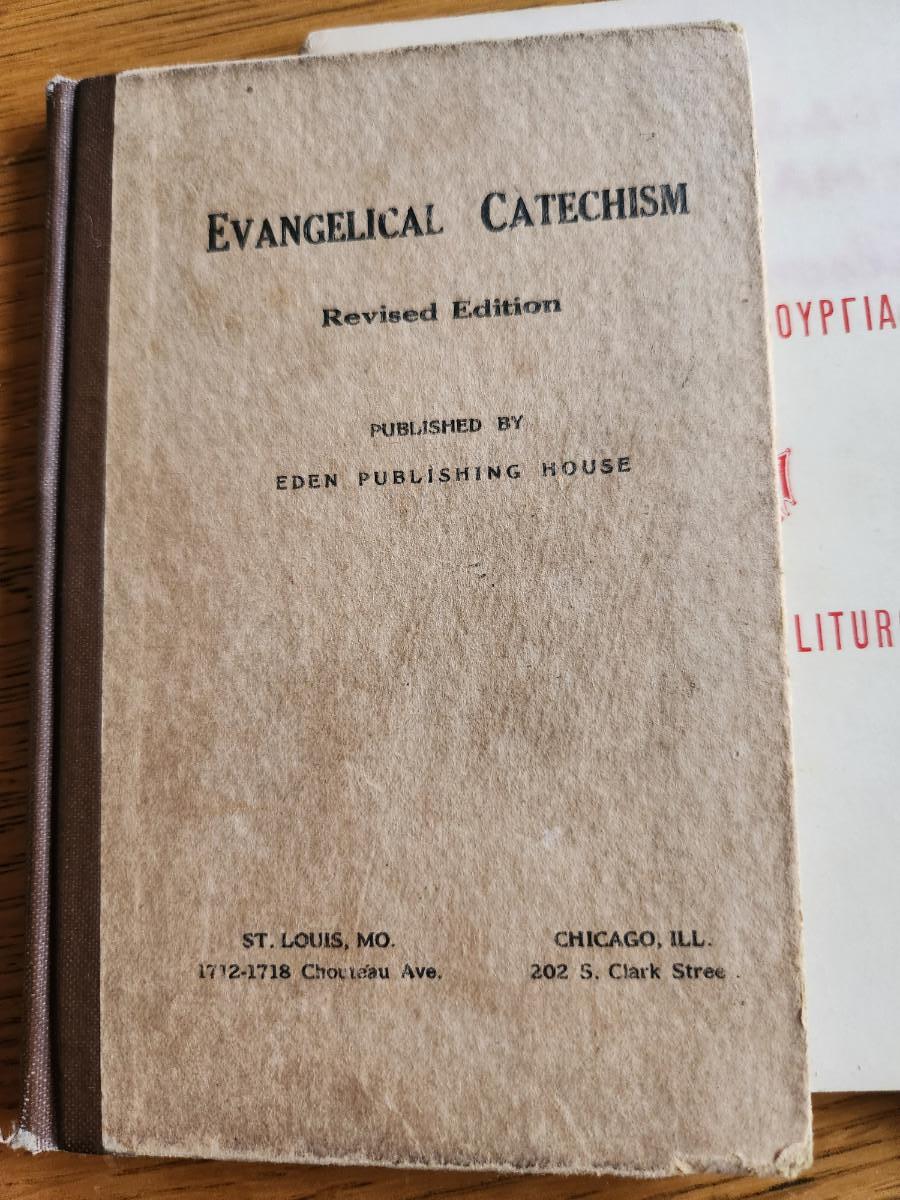 EVANGELICAL CATECHISM
Revised Edition
PUBLISHED BY
EDEN PUBLISHING HOUSE
ST. LOUIS, MO.
1712-1718 Chouteau Ave.
CHICAGO, ILL.
202 S. Clark Stree .
ΟΥΡΓΙΑ
LITUR